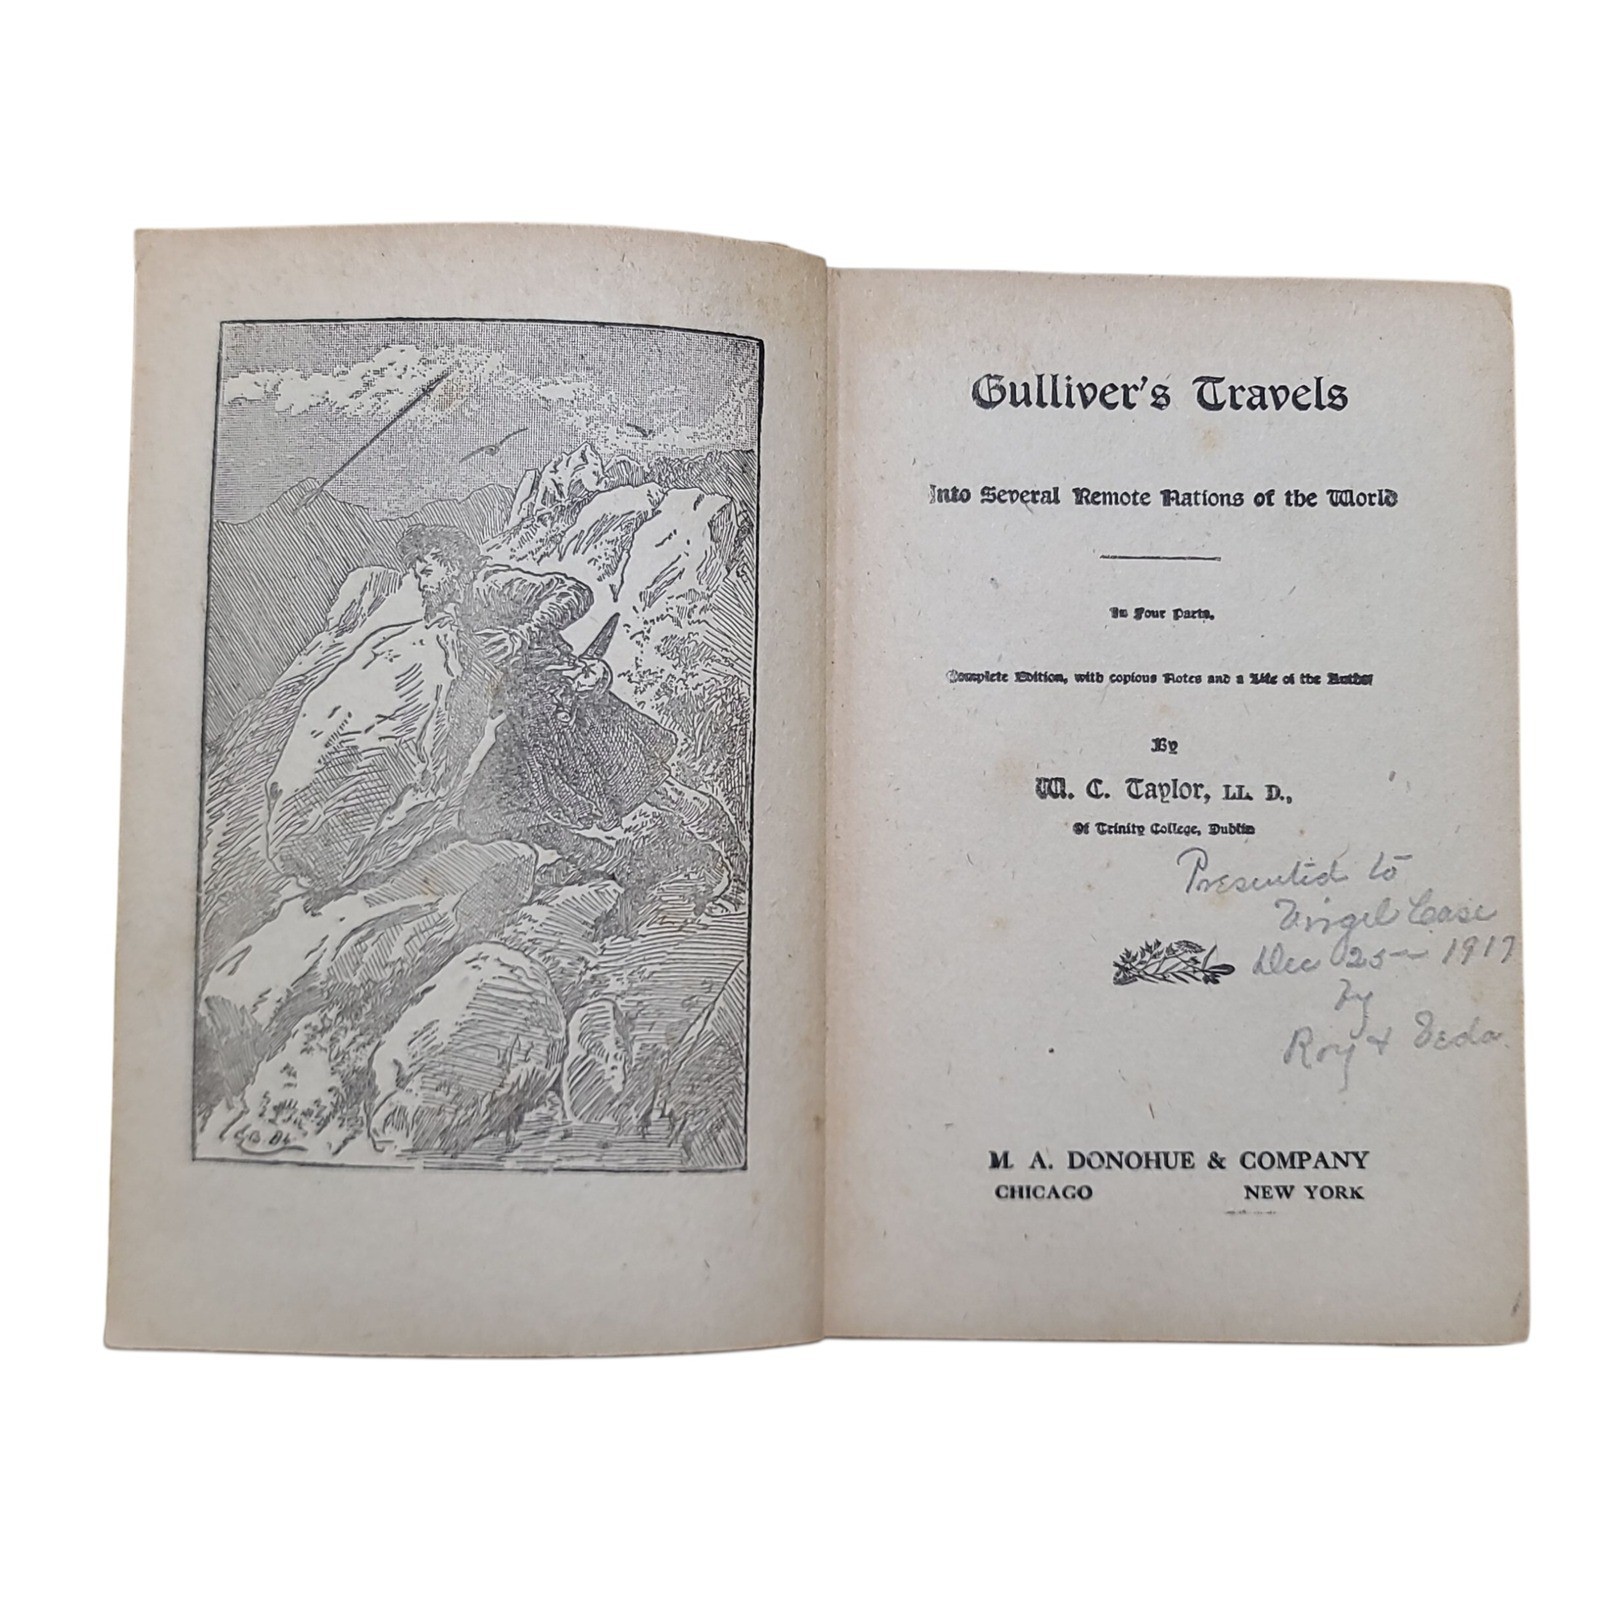 Gulliver's Travels
Into Several Remote Nations of the World
In Four Parts.
Complete Edition, with copious Notes and a Life of the Author
By
W. C. Taylor, LL. D.,
Of Trinity College, Dublin
Presented to
Virgel Case
Dec 25 1917
by
Roy + Veda.
M. A. DONOHUE & COMPANY
CHICAGO NEW YORK